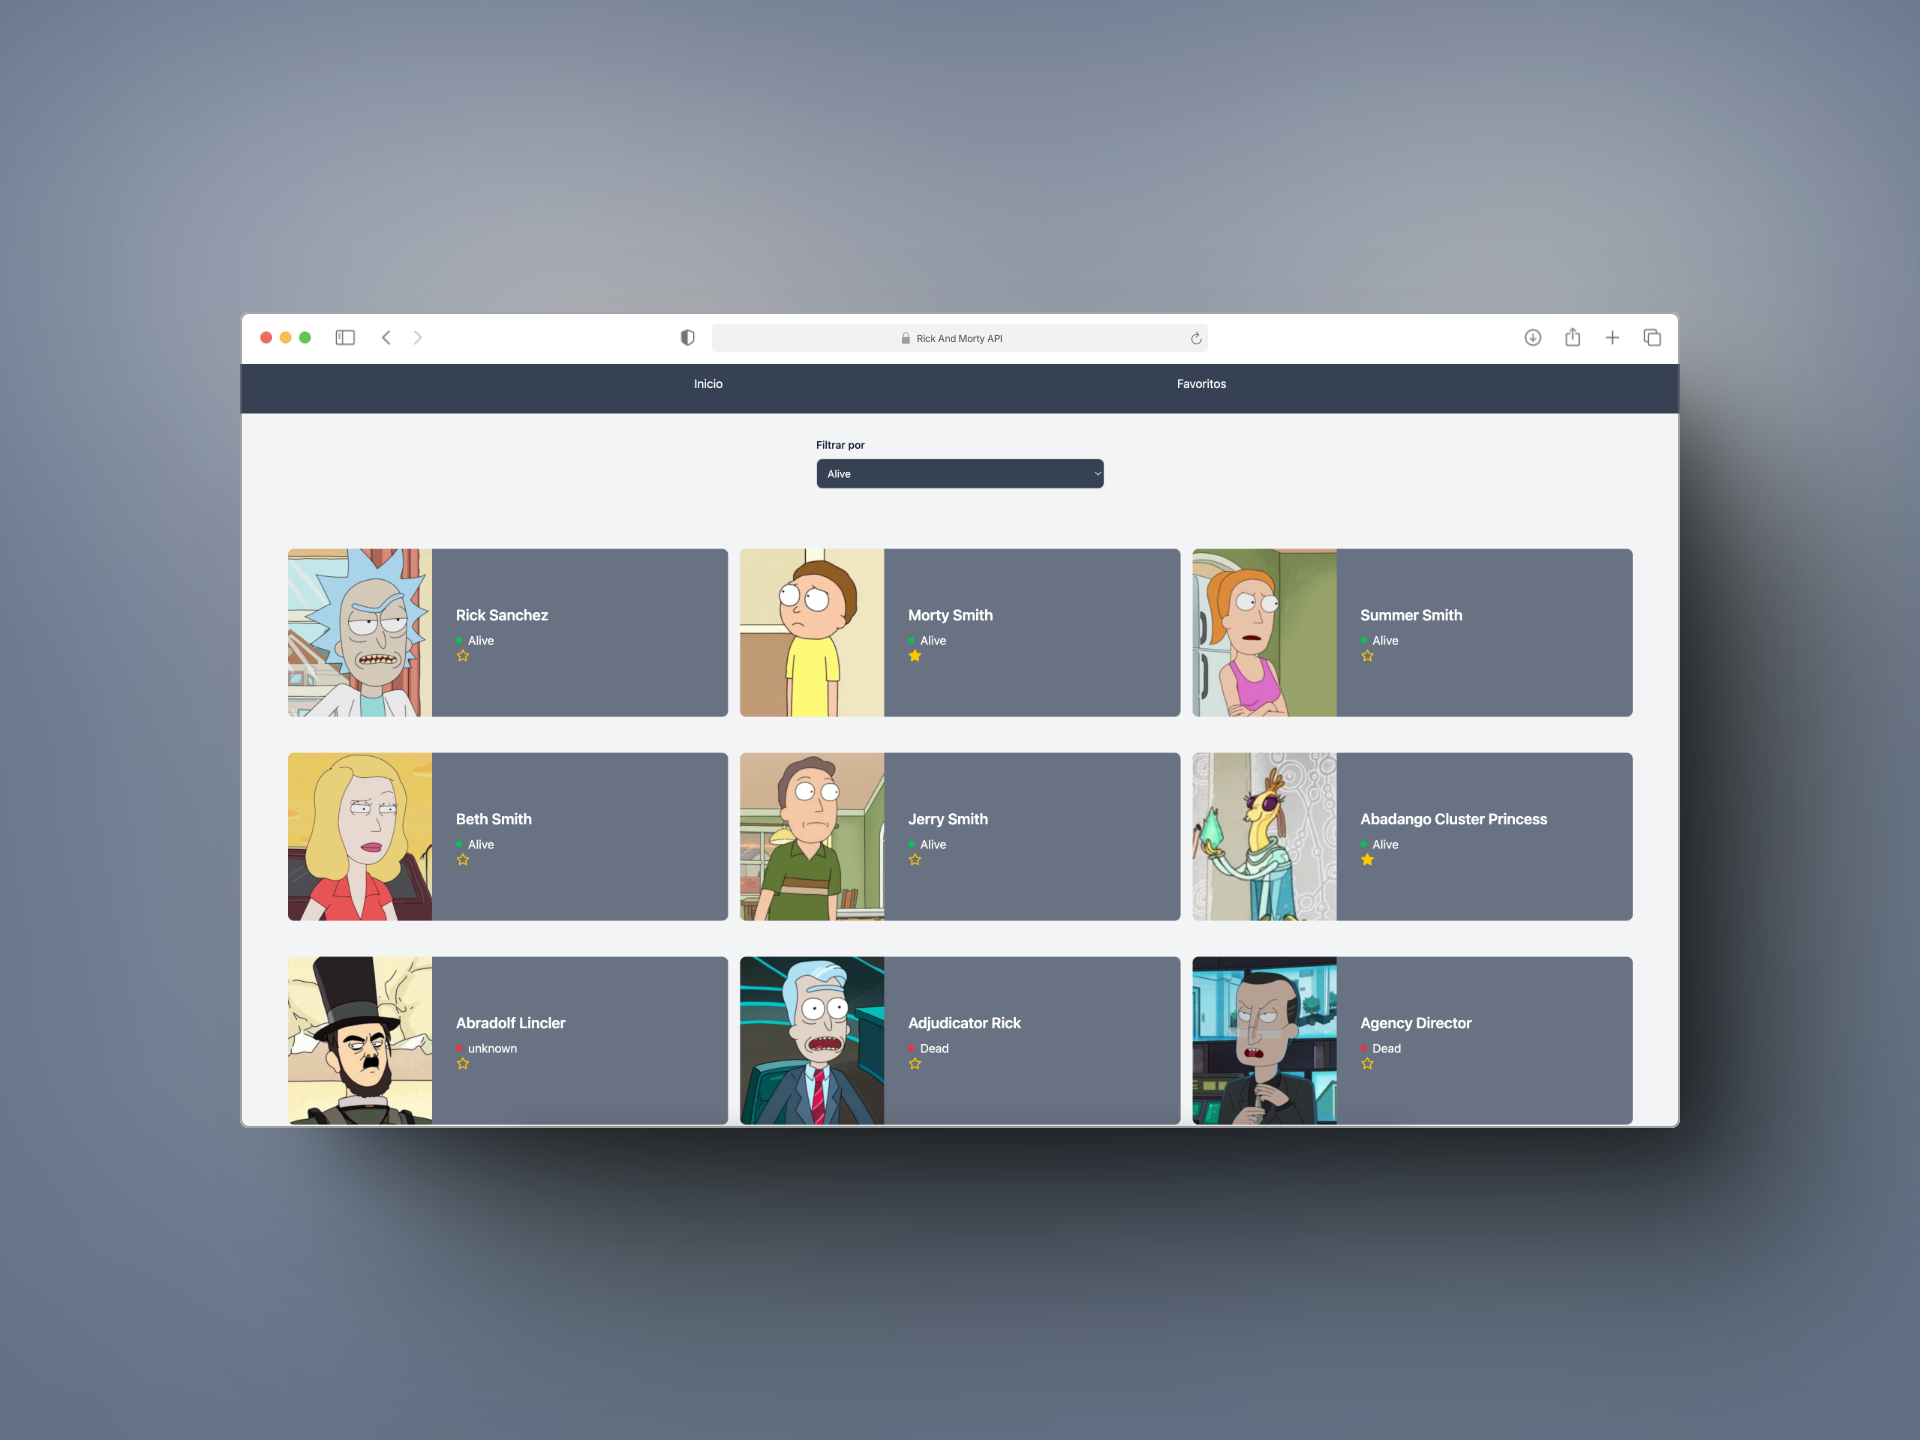 Rick And Morty API
Inicio
Favoritos
Filtrar por
Alive
Rick Sanchez
Alive
Morty Smith
Alive
Summer Smith
Alive
Beth Smith
Alive
Jerry Smith
Alive
Abadango Cluster Princess
Alive
Abradolf Lincler
unknown
Adjudicator Rick
Dead
Agency Director
Dead